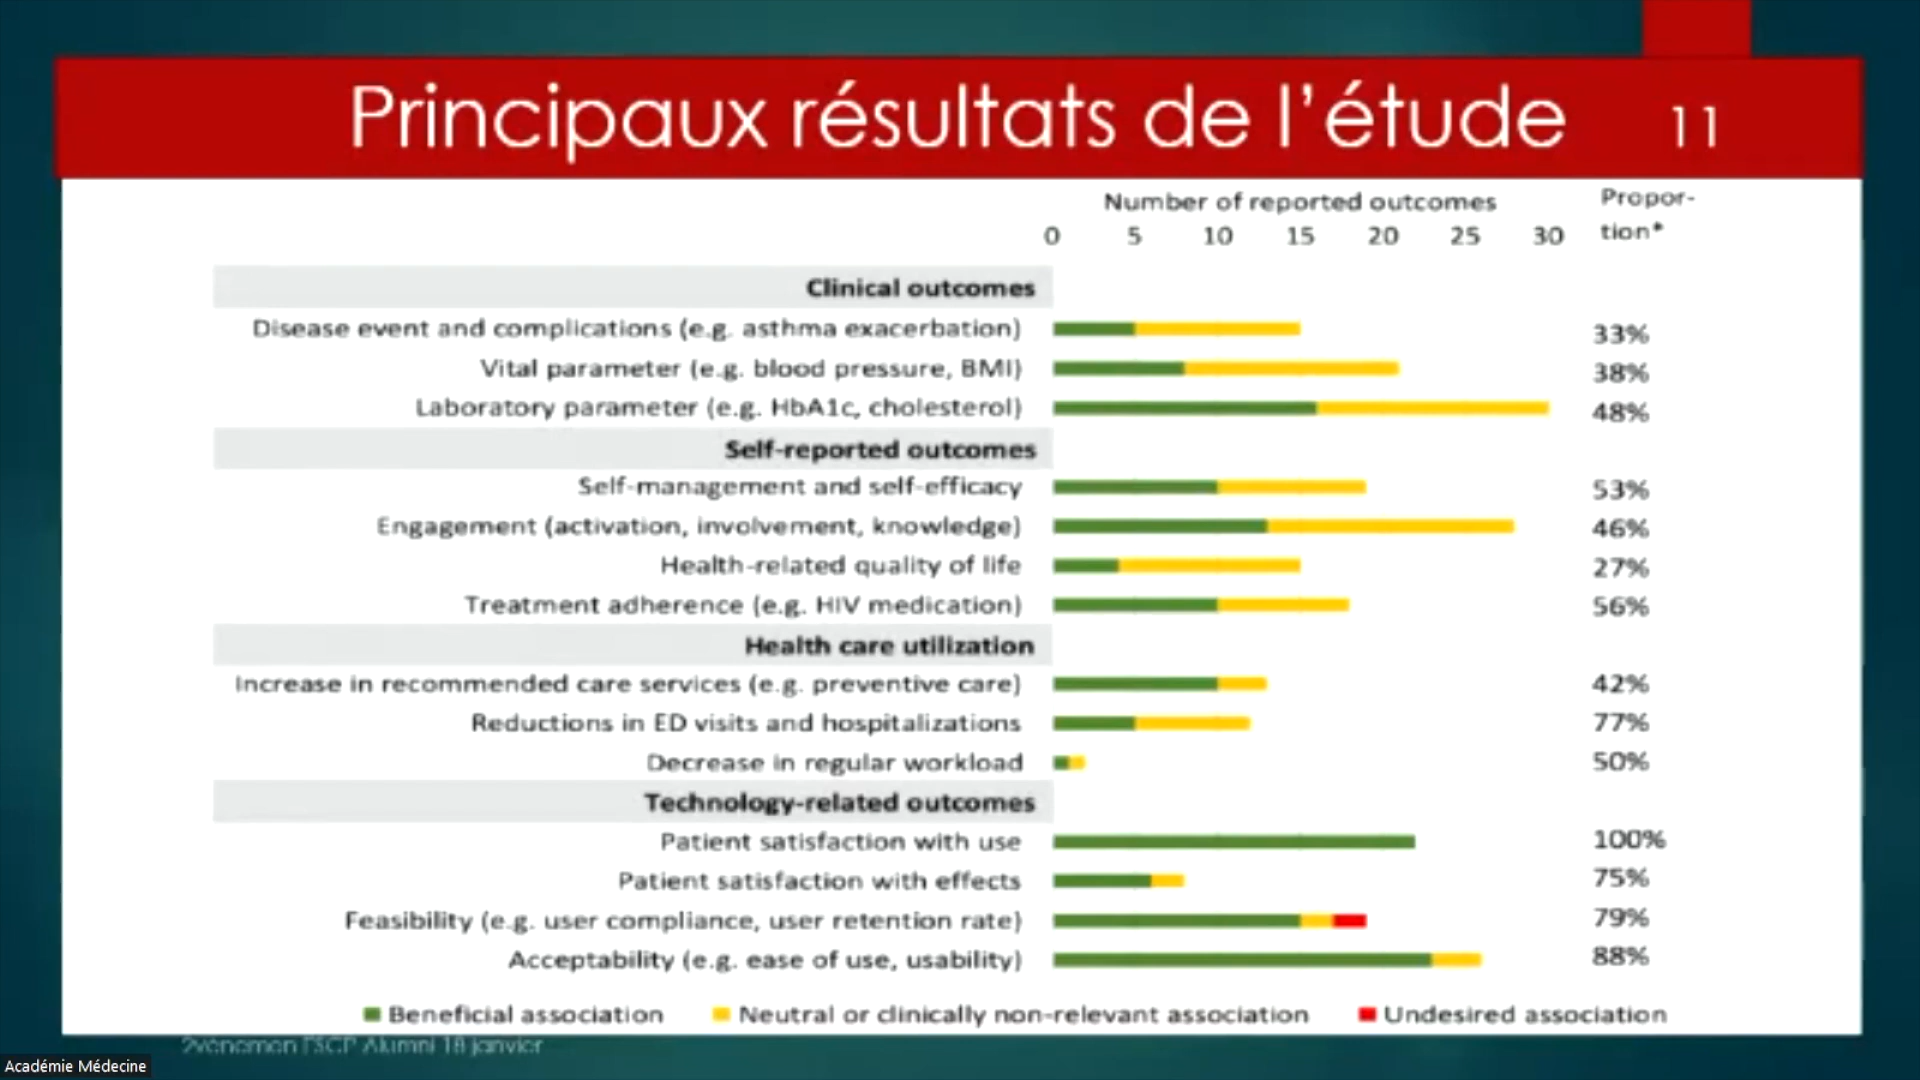 Principaux résultats de l'étude 11
Number of reported outcomes
Propor-
tion*
0 5 10 15 20 25 30
Clinical outcomes
Disease event and complications (e.g. asthma exacerbation) 33%
Vital parameter (e.g. blood pressure, BMI) 38%
Laboratory parameter (e.g. HbA1c, cholesterol) 48%
Self-reported outcomes
Self-management and self-efficacy 53%
Engagement (activation, involvement, knowledge) 46%
Health-related quality of life 27%
Treatment adherence (e.g. HIV medication) 56%
Health care utilization
Increase in recommended care services (e.g. preventive care) 42%
Reductions in ED visits and hospitalizations 77%
Decrease in regular workload 50%
Technology-related outcomes
Patient satisfaction with use 100%
Patient satisfaction with effects 75%
Feasibility (e.g. user compliance, user retention rate) 79%
Acceptability (e.g. ease of use, usability) 88%
Beneficial association Neutral or clinically non-relevant association Undesired association
Alumni 18 janvier
Académie Médecine